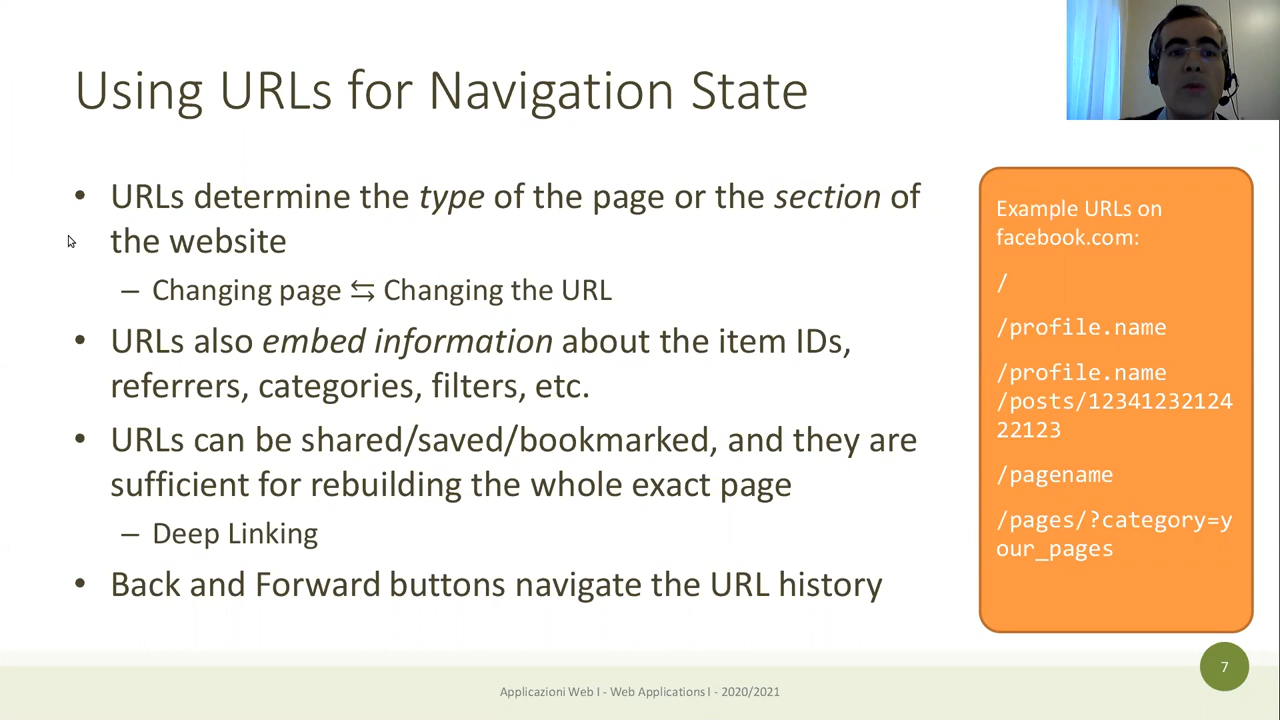 Using URLs for Navigation State
• URLs determine the type of the page or the section of
the website
– Changing page ⇆ Changing the URL
• URLs also embed information about the item IDs,
referrers, categories, filters, etc.
• URLs can be shared/saved/bookmarked, and they are
sufficient for rebuilding the whole exact page
– Deep Linking
• Back and Forward buttons navigate the URL history
Example URLs on
facebook.com:
/
/profile.name
/profile.name
/posts/12341232124
22123
/pagename
/pages/?category=y
our_pages
7
Applicazioni Web I - Web Applications I - 2020/2021